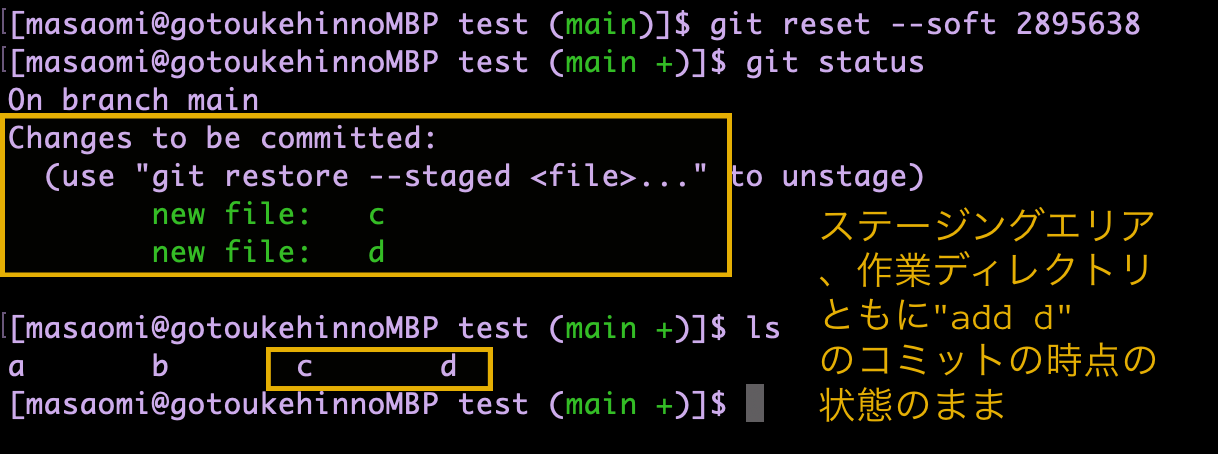 [masaomi@gotoukehinnoMBP test (main)]$ git reset --soft 2895638
[masaomi@gotoukehinnoMBP test (main +)]$ git status
On branch main
Changes to be committed:
  (use "git restore --staged <file>..." to unstage)
        new file:   c
        new file:   d
ステージングエリア
、作業ディレクトリ
ともに"add d"
のコミットの時点の
状態のまま
[masaomi@gotoukehinnoMBP test (main +)]$ ls
a       b       c       d
[masaomi@gotoukehinnoMBP test (main +)]$